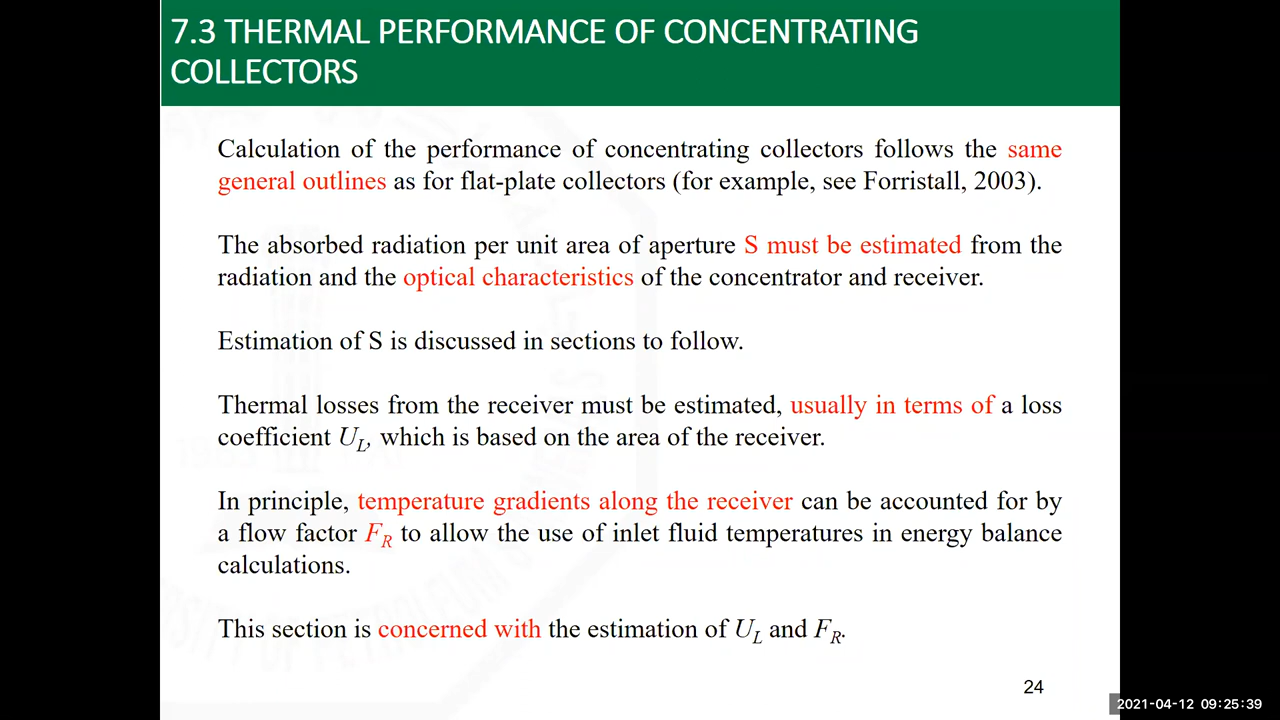 7.3 THERMAL PERFORMANCE OF CONCENTRATING
COLLECTORS
Calculation of the performance of concentrating collectors follows the same
general outlines as for flat-plate collectors (for example, see Forristall, 2003).
The absorbed radiation per unit area of aperture S must be estimated from the
radiation and the optical characteristics of the concentrator and receiver.
Estimation of S is discussed in sections to follow.
Thermal losses from the receiver must be estimated, usually in terms of a loss
coefficient U_L, which is based on the area of the receiver.
In principle, temperature gradients along the receiver can be accounted for by
a flow factor F_R to allow the use of inlet fluid temperatures in energy balance
calculations.
This section is concerned with the estimation of U_L and F_R.
24
2021-04-12 09:25:39